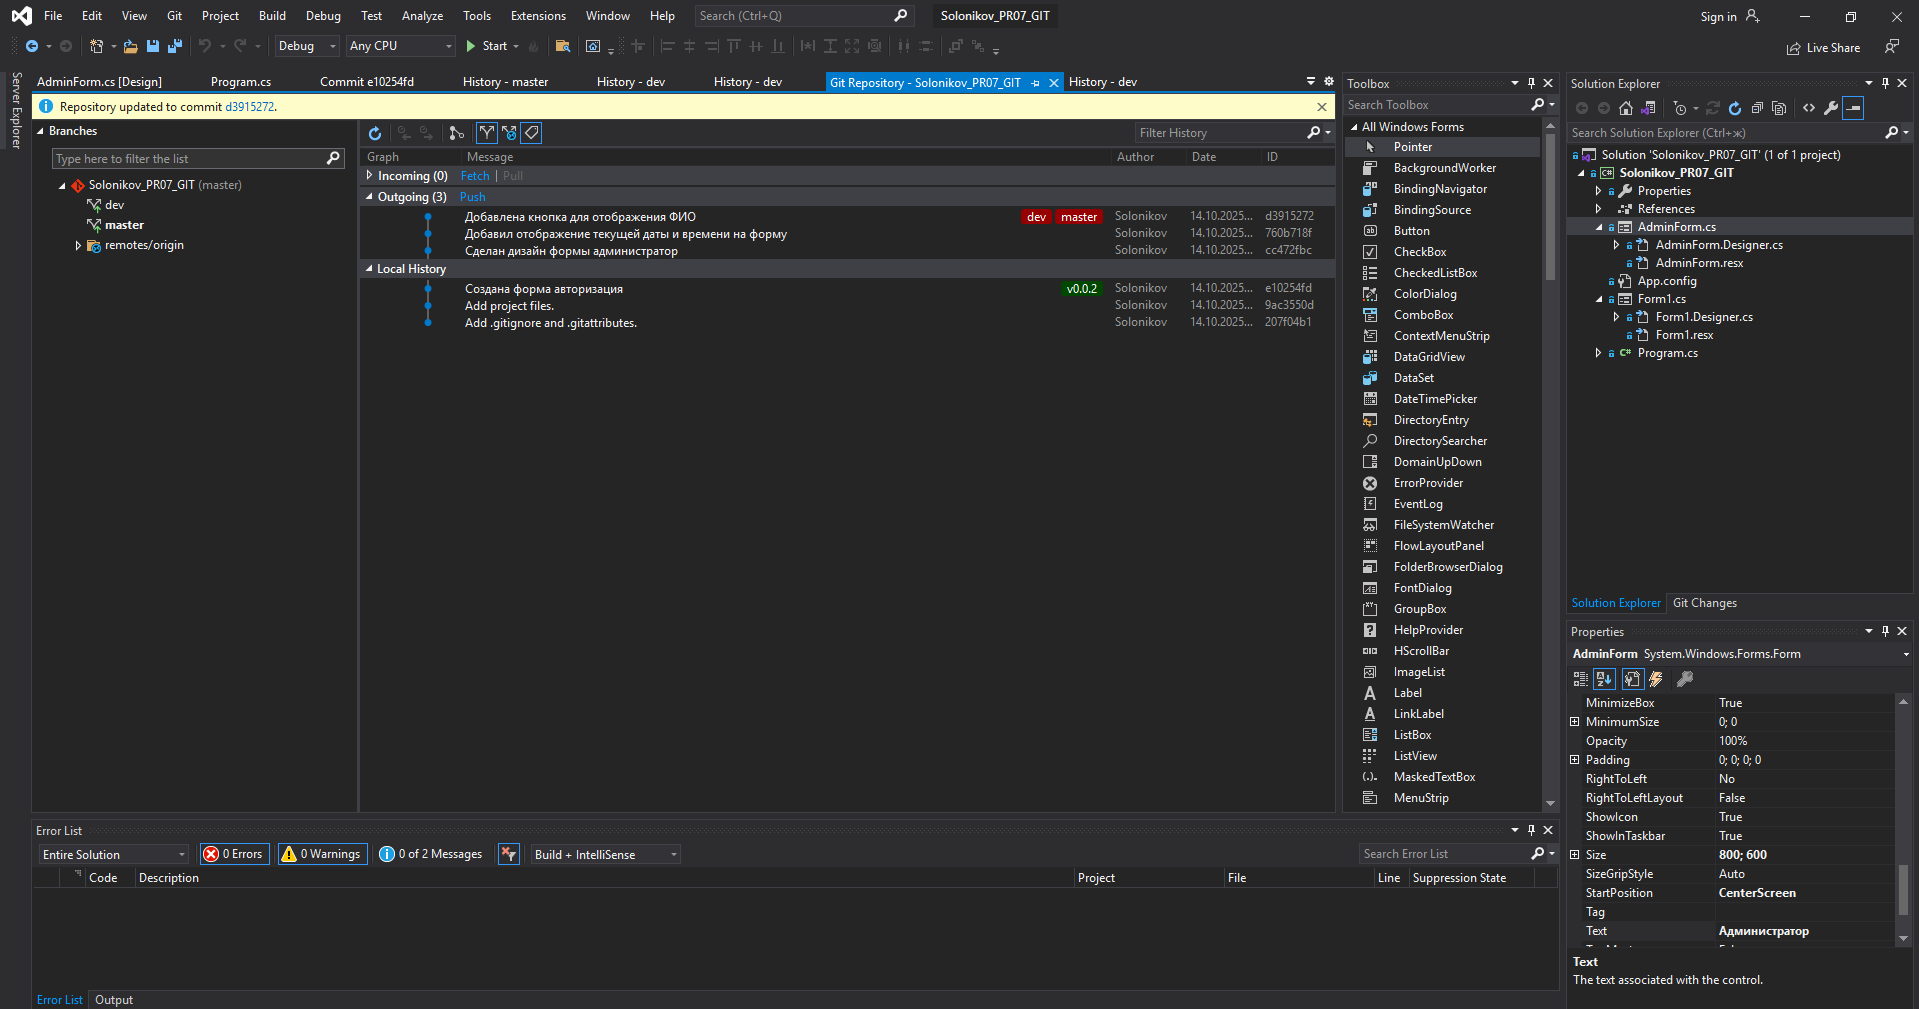 File Edit View Git Project Build Debug Test Analyze Tools Extensions Window Help Search (Ctrl+Q) Solonikov_PR07_GIT Sign in
Debug Any CPU Start Live Share
Server Explorer
AdminForm.cs [Design] Program.cs Commit e10254fd History - master History - dev History - dev Git Repository - Solonikov_PR07_GIT History - dev
Repository updated to commit d3915272.
Branches
Type here to filter the list
Solonikov_PR07_GIT (master)
dev
master
remotes/origin
Filter History
Graph Message Author Date ID
Incoming (0) Fetch | Pull
Outgoing (3) Push
Добавлена кнопка для отображения ФИО dev master Solonikov 14.10.2025... d3915272
Добавил отображение текущей даты и времени на форму Solonikov 14.10.2025... 760b718f
Сделан дизайн формы администратор Solonikov 14.10.2025... cc472fbc
Local History
Создана форма авторизация v0.0.2 Solonikov 14.10.2025... e10254fd
Add project files. Solonikov 14.10.2025... 9ac3550d
Add .gitignore and .gitattributes. Solonikov 14.10.2025... 207f04b1
Toolbox
Search Toolbox
All Windows Forms
Pointer
BackgroundWorker
BindingNavigator
BindingSource
Button
CheckBox
CheckedListBox
ColorDialog
ComboBox
ContextMenuStrip
DataGridView
DataSet
DateTimePicker
DirectoryEntry
DirectorySearcher
DomainUpDown
ErrorProvider
EventLog
FileSystemWatcher
FlowLayoutPanel
FolderBrowserDialog
FontDialog
GroupBox
HelpProvider
HScrollBar
ImageList
Label
LinkLabel
ListBox
ListView
MaskedTextBox
MenuStrip
Solution Explorer
Search Solution Explorer (Ctrl+ж)
Solution 'Solonikov_PR07_GIT' (1 of 1 project)
Solonikov_PR07_GIT
Properties
References
AdminForm.cs
AdminForm.Designer.cs
AdminForm.resx
App.config
Form1.cs
Form1.Designer.cs
Form1.resx
Program.cs
Solution Explorer Git Changes
Properties
AdminForm System.Windows.Forms.Form
MinimizeBox True
MinimumSize 0; 0
Opacity 100%
Padding 0; 0; 0; 0
RightToLeft No
RightToLeftLayout False
ShowIcon True
ShowInTaskbar True
Size 800; 600
SizeGripStyle Auto
StartPosition CenterScreen
Tag
Text Администратор
Text
The text associated with the control.
Error List
Entire Solution 0 Errors 0 Warnings 0 of 2 Messages Build + IntelliSense Search Error List
Code Description Project File Line Suppression State
Error List Output